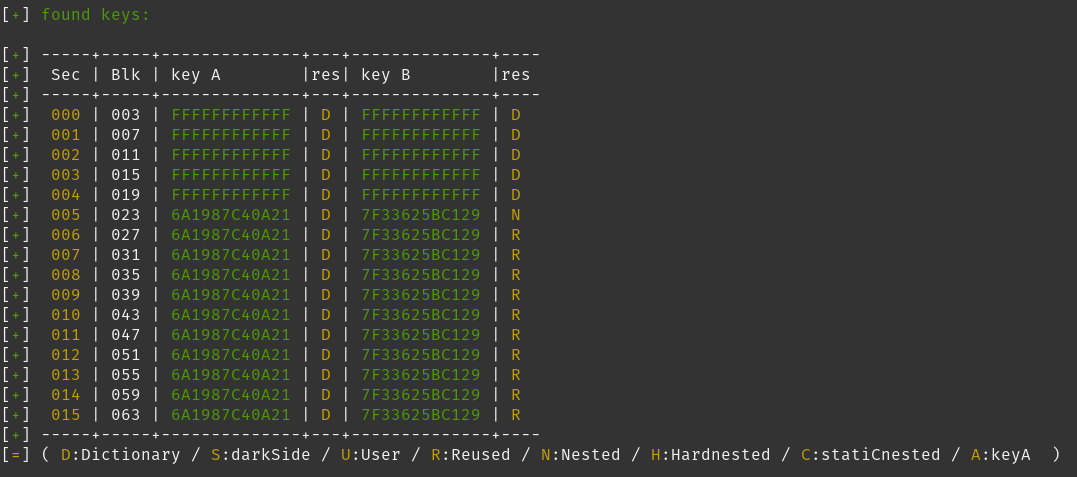 [+] found keys:
[+] -----+-----+--------------+---+--------------+----
[+]  Sec | Blk | key A        |res| key B        |res
[+] -----+-----+--------------+---+--------------+----
[+]  000 | 003 | FFFFFFFFFFFF | D | FFFFFFFFFFFF | D
[+]  001 | 007 | FFFFFFFFFFFF | D | FFFFFFFFFFFF | D
[+]  002 | 011 | FFFFFFFFFFFF | D | FFFFFFFFFFFF | D
[+]  003 | 015 | FFFFFFFFFFFF | D | FFFFFFFFFFFF | D
[+]  004 | 019 | FFFFFFFFFFFF | D | FFFFFFFFFFFF | D
[+]  005 | 023 | 6A1987C40A21 | D | 7F33625BC129 | N
[+]  006 | 027 | 6A1987C40A21 | D | 7F33625BC129 | R
[+]  007 | 031 | 6A1987C40A21 | D | 7F33625BC129 | R
[+]  008 | 035 | 6A1987C40A21 | D | 7F33625BC129 | R
[+]  009 | 039 | 6A1987C40A21 | D | 7F33625BC129 | R
[+]  010 | 043 | 6A1987C40A21 | D | 7F33625BC129 | R
[+]  011 | 047 | 6A1987C40A21 | D | 7F33625BC129 | R
[+]  012 | 051 | 6A1987C40A21 | D | 7F33625BC129 | R
[+]  013 | 055 | 6A1987C40A21 | D | 7F33625BC129 | R
[+]  014 | 059 | 6A1987C40A21 | D | 7F33625BC129 | R
[+]  015 | 063 | 6A1987C40A21 | D | 7F33625BC129 | R
[+] -----+-----+--------------+---+--------------+----
[=] ( D:Dictionary / S:darkSide / U:User / R:Reused / N:Nested / H:Hardnested / C:statiCnested / A:keyA  )